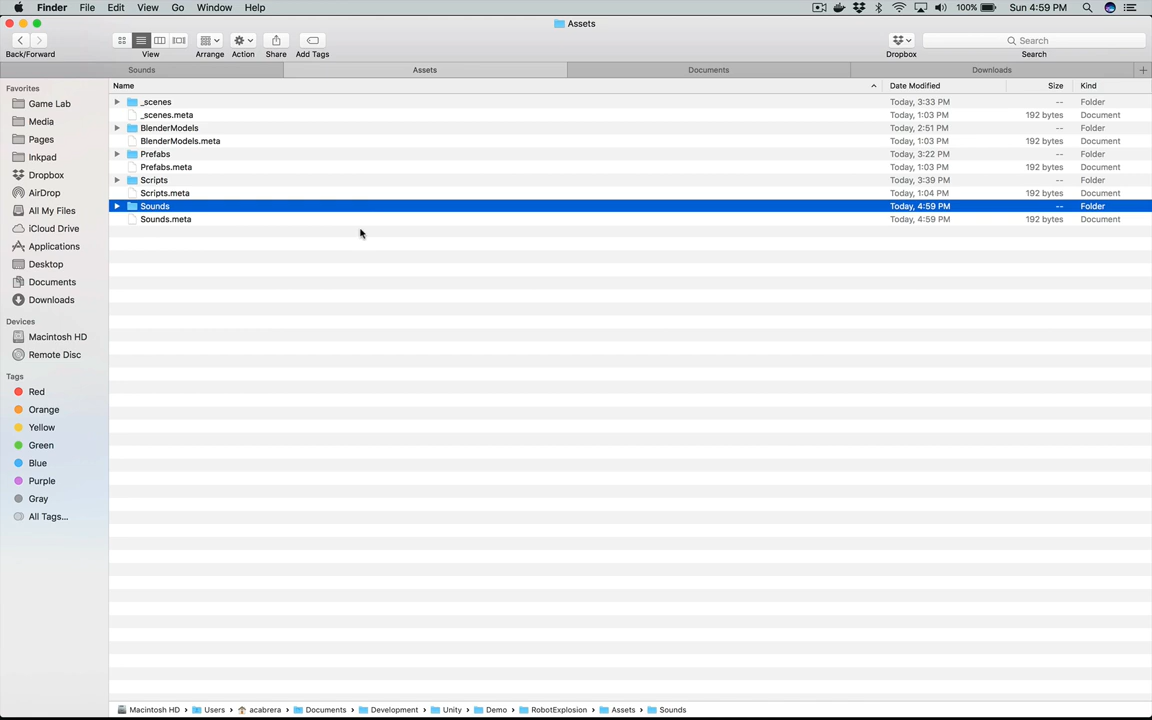 Finder File Edit View Go Window Help 100% Sun 4:59 PM
Assets
Search
Back/Forward View Arrange Action Share Add Tags Dropbox Search
Sounds Assets Documents Downloads
Favorites
Game Lab
Media
Pages
Inkpad
Dropbox
AirDrop
All My Files
iCloud Drive
Applications
Desktop
Documents
Downloads
Devices
Macintosh HD
Remote Disc
Tags
Red
Orange
Yellow
Green
Blue
Purple
Gray
All Tags...
Name Date Modified Size Kind
_scenes Today, 3:33 PM -- Folder
_scenes.meta Today, 1:03 PM 192 bytes Document
BlenderModels Today, 2:51 PM -- Folder
BlenderModels.meta Today, 1:03 PM 192 bytes Document
Prefabs Today, 3:22 PM -- Folder
Prefabs.meta Today, 1:03 PM 192 bytes Document
Scripts Today, 3:39 PM -- Folder
Scripts.meta Today, 1:04 PM 192 bytes Document
Sounds Today, 4:59 PM -- Folder
Sounds.meta Today, 4:59 PM 192 bytes Document
Macintosh HD › Users › acabrera › Documents › Development › Unity › Demo › RobotExplosion › Assets › Sounds